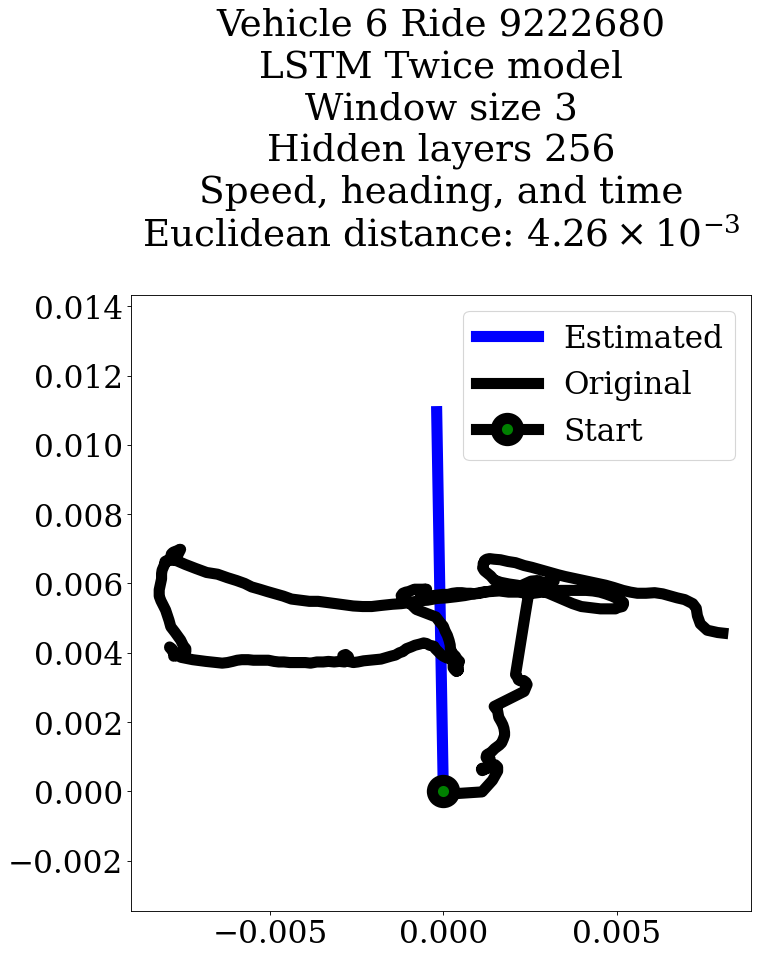 Vehicle 6 Ride 9222680
LSTM Twice model
Window size 3
Hidden layers 256
Speed, heading, and time
Euclidean distance: 4.26 × 10⁻³
Estimated
Original
Start
0.014
0.012
0.010
0.008
0.006
0.004
0.002
0.000
−0.002
−0.005 0.000 0.005